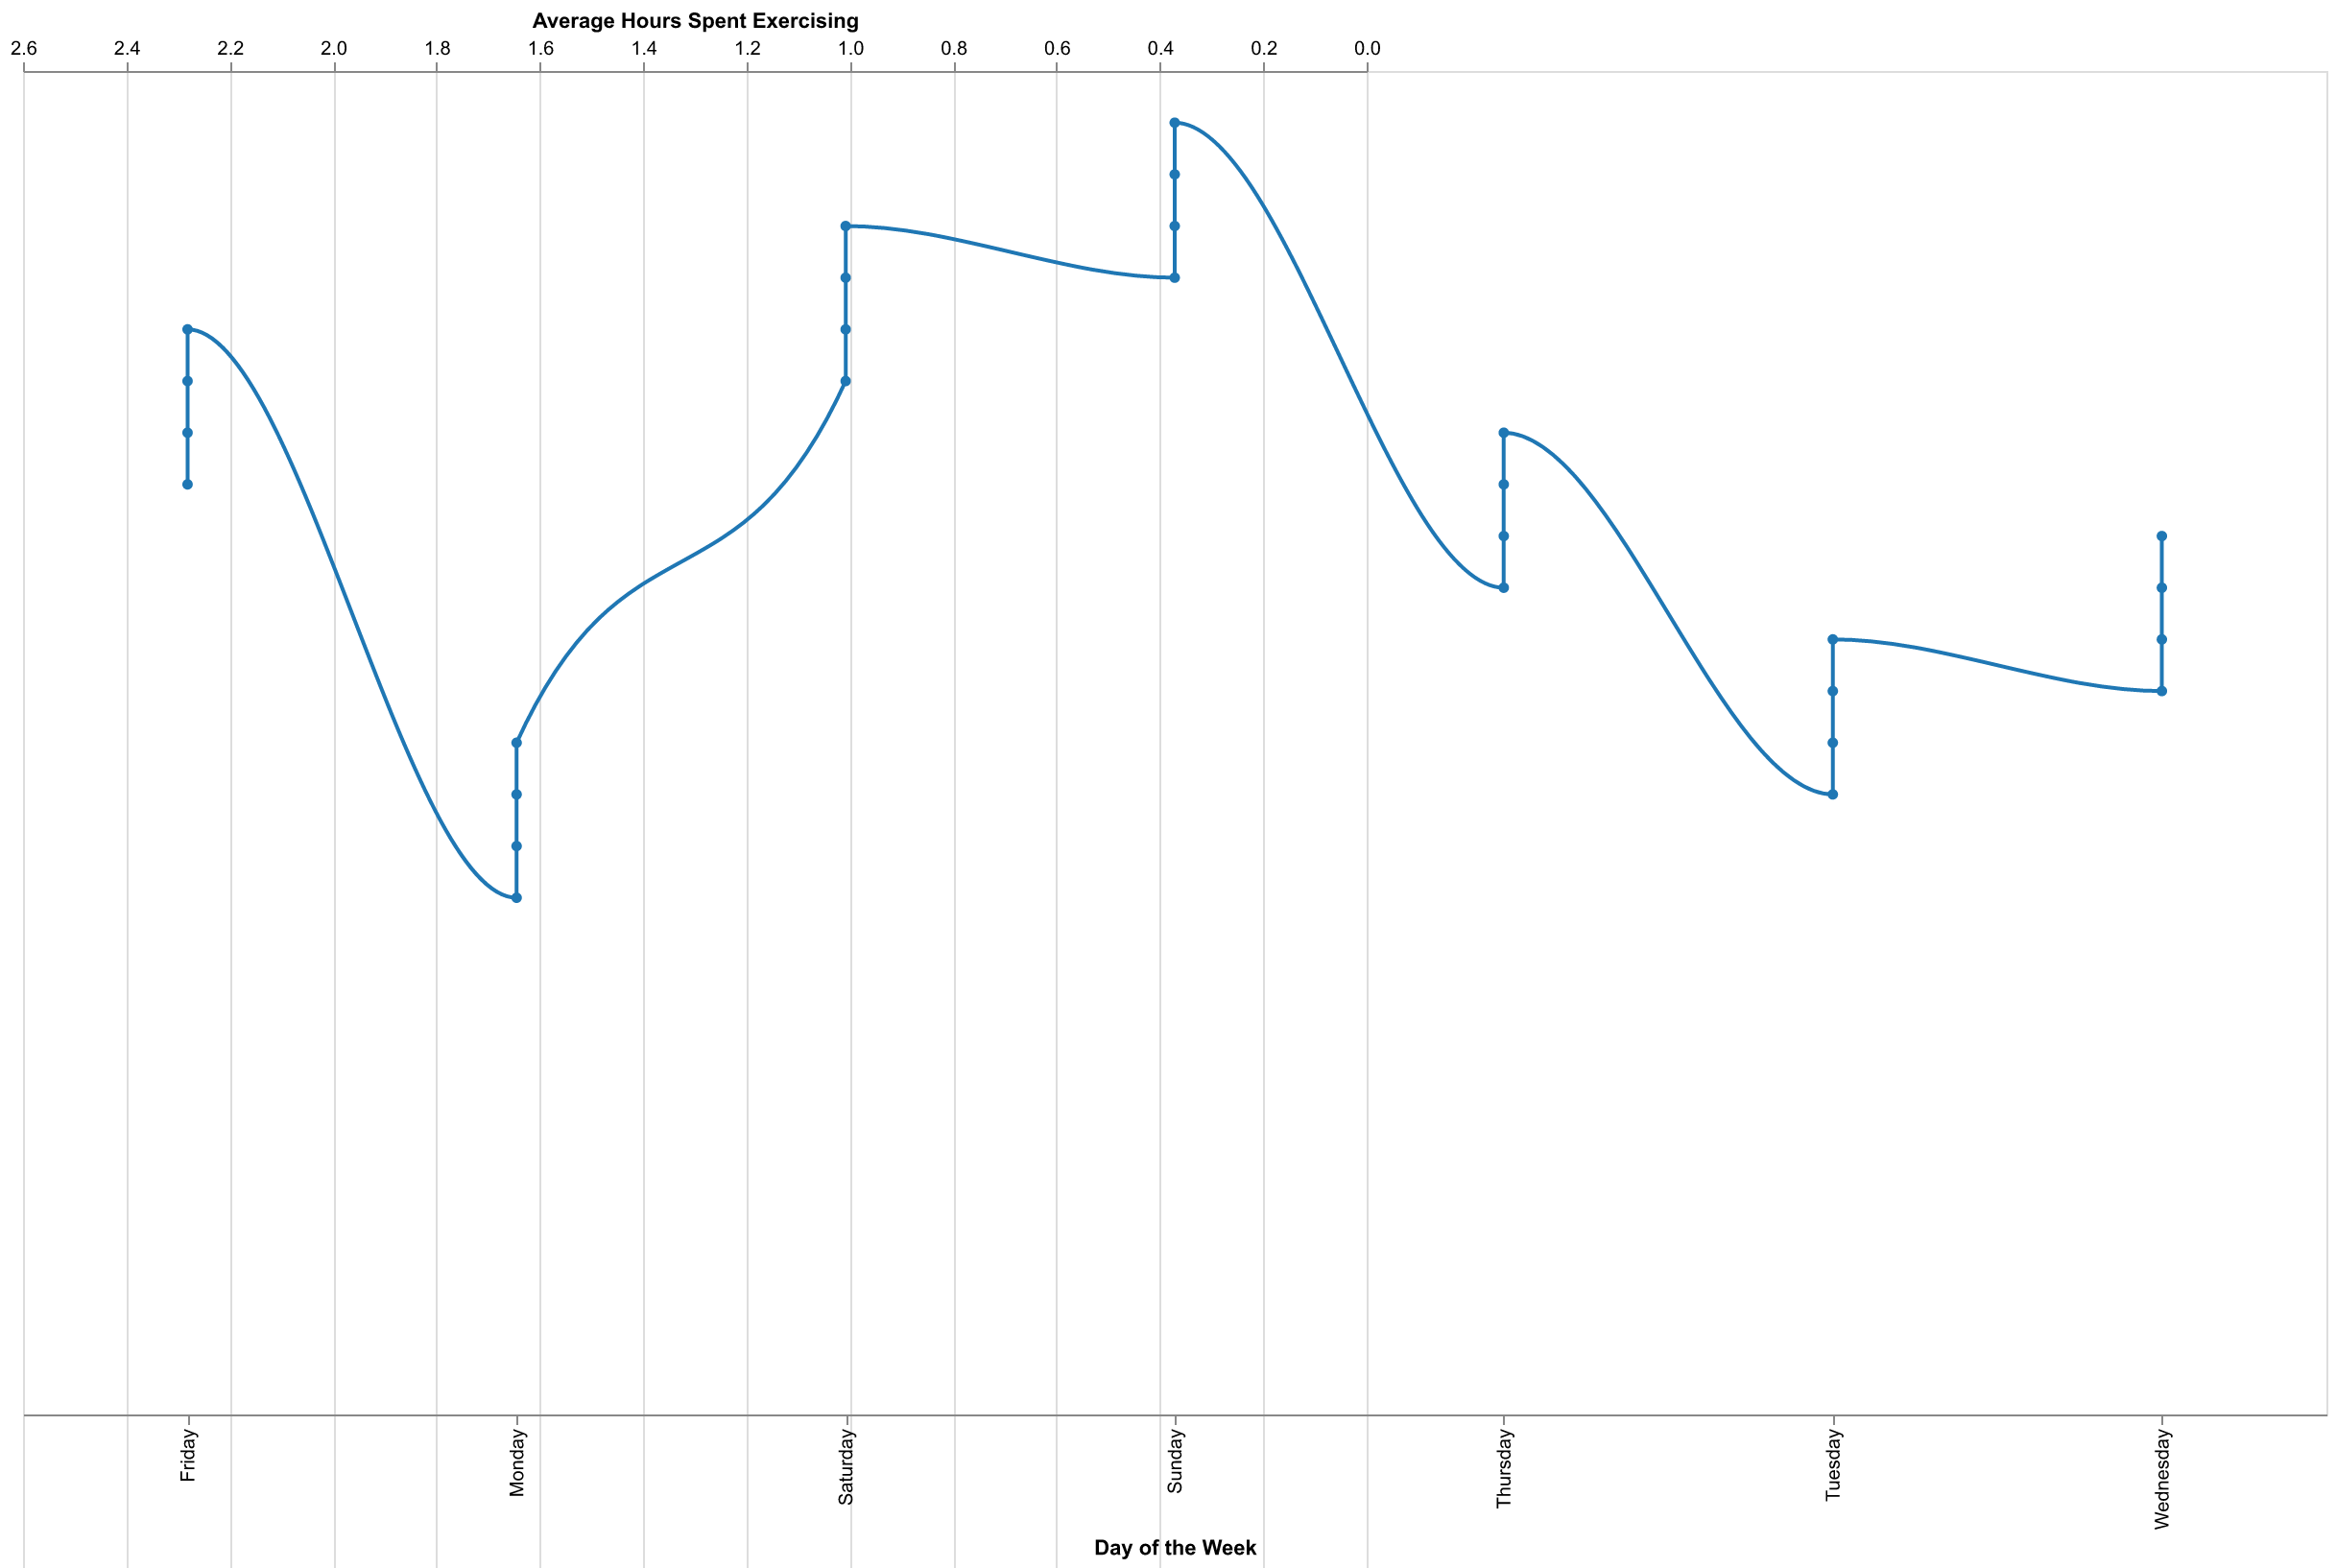 Average Hours Spent Exercising
2.6 2.4 2.2 2.0 1.8 1.6 1.4 1.2 1.0 0.8 0.6 0.4 0.2 0.0
Friday Monday Saturday Sunday Thursday Tuesday Wednesday
Day of the Week